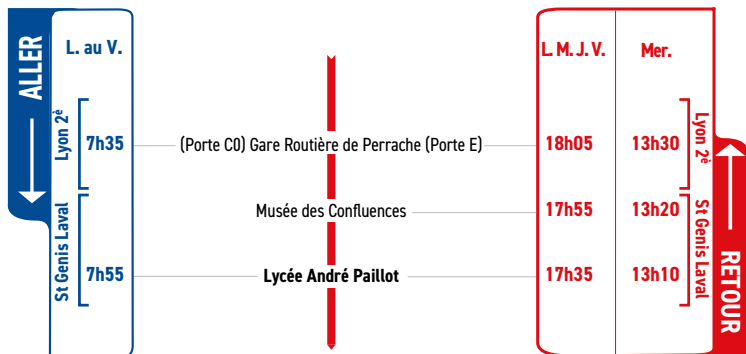 ALLER
L. au V.
L. M. J. V.
Mer.
Lyon 2è
7h35
(Porte C0) Gare Routière de Perrache (Porte E)
18h05
13h30
Lyon 2è
Musée des Confluences
17h55
13h20
St Genis Laval
7h55
Lycée André Paillot
17h35
13h10
St Genis Laval
RETOUR